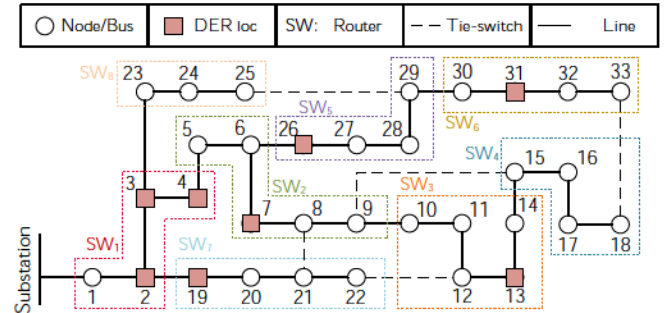 Node/Bus DER loc SW: Router Tie-switch Line
SW₈
23 24 25 29 30 31 32 33
SW₅
SW₆
5 6 26 27 28
SW₄ 15 16
3 4 SW₂ SW₃
7 8 9 10 11 14
17 18
SW₁ SW₇
Substation
1 2 19 20 21 22 12 13